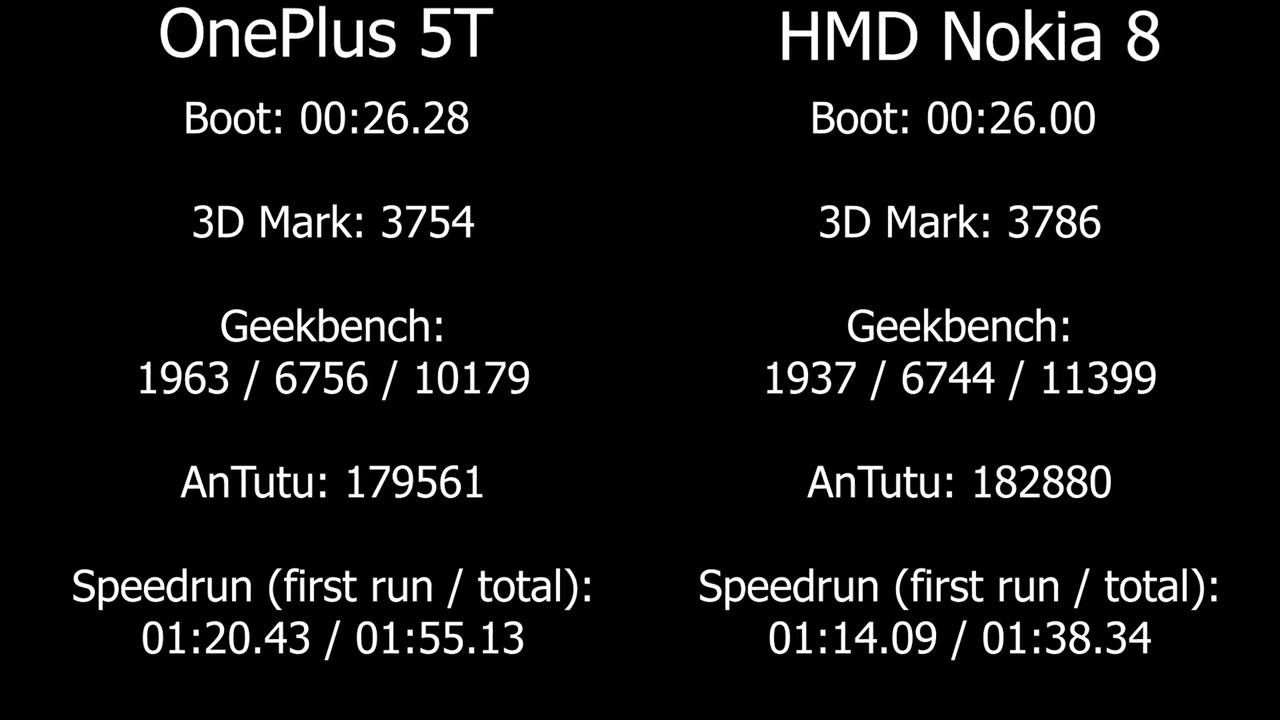 OnePlus 5T
Boot: 00:26.28
3D Mark: 3754
Geekbench:
1963 / 6756 / 10179
AnTutu: 179561
Speedrun (first run / total):
01:20.43 / 01:55.13
HMD Nokia 8
Boot: 00:26.00
3D Mark: 3786
Geekbench:
1937 / 6744 / 11399
AnTutu: 182880
Speedrun (first run / total):
01:14.09 / 01:38.34